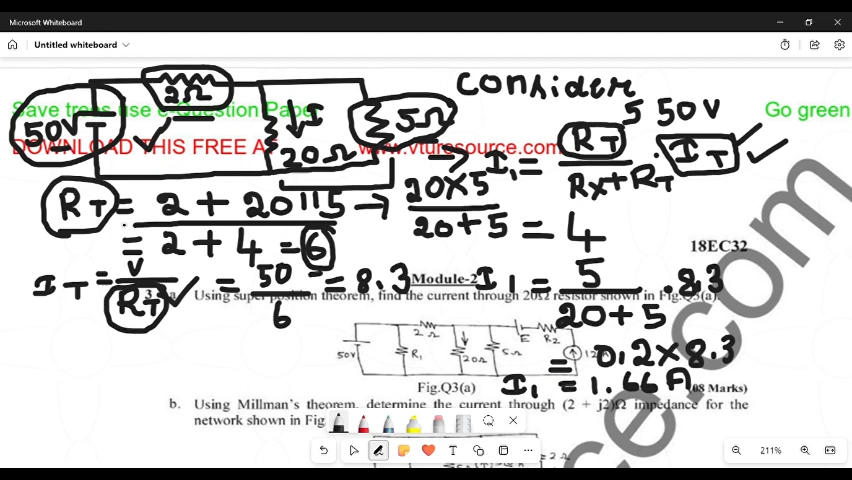 Microsoft Whiteboard
Untitled whiteboard
consider
Save trees use e-Question Pape
5 50V
Go green
2Ω
50V
I
5Ω
20Ω
DOWNLOAD THIS FREE A
www.vturesource.com
I1 = RT / RX + RT . IT
RT = 2 + 20 || 5 → 20×5 / 20+5 = 4
= 2 + 4 = 6
18EC32
IT = V / RT = 50 / 6 = 8.3
Module-2
I1 = 5 / 20+5 . 8.3
3 a. Using super position theorem, find the current through 20Ω resistor shown in Fig.Q3(a).
50V
R1
2Ω
20Ω
5Ω
E
R2
12A
= 0.2 × 8.3
Fig.Q3(a)
I1 = 1.66 A
(08 Marks)
b. Using Millman's theorem, determine the current through (2 + j2)Ω impedance for the
network shown in Fig
= 2 Ω
.com
211%